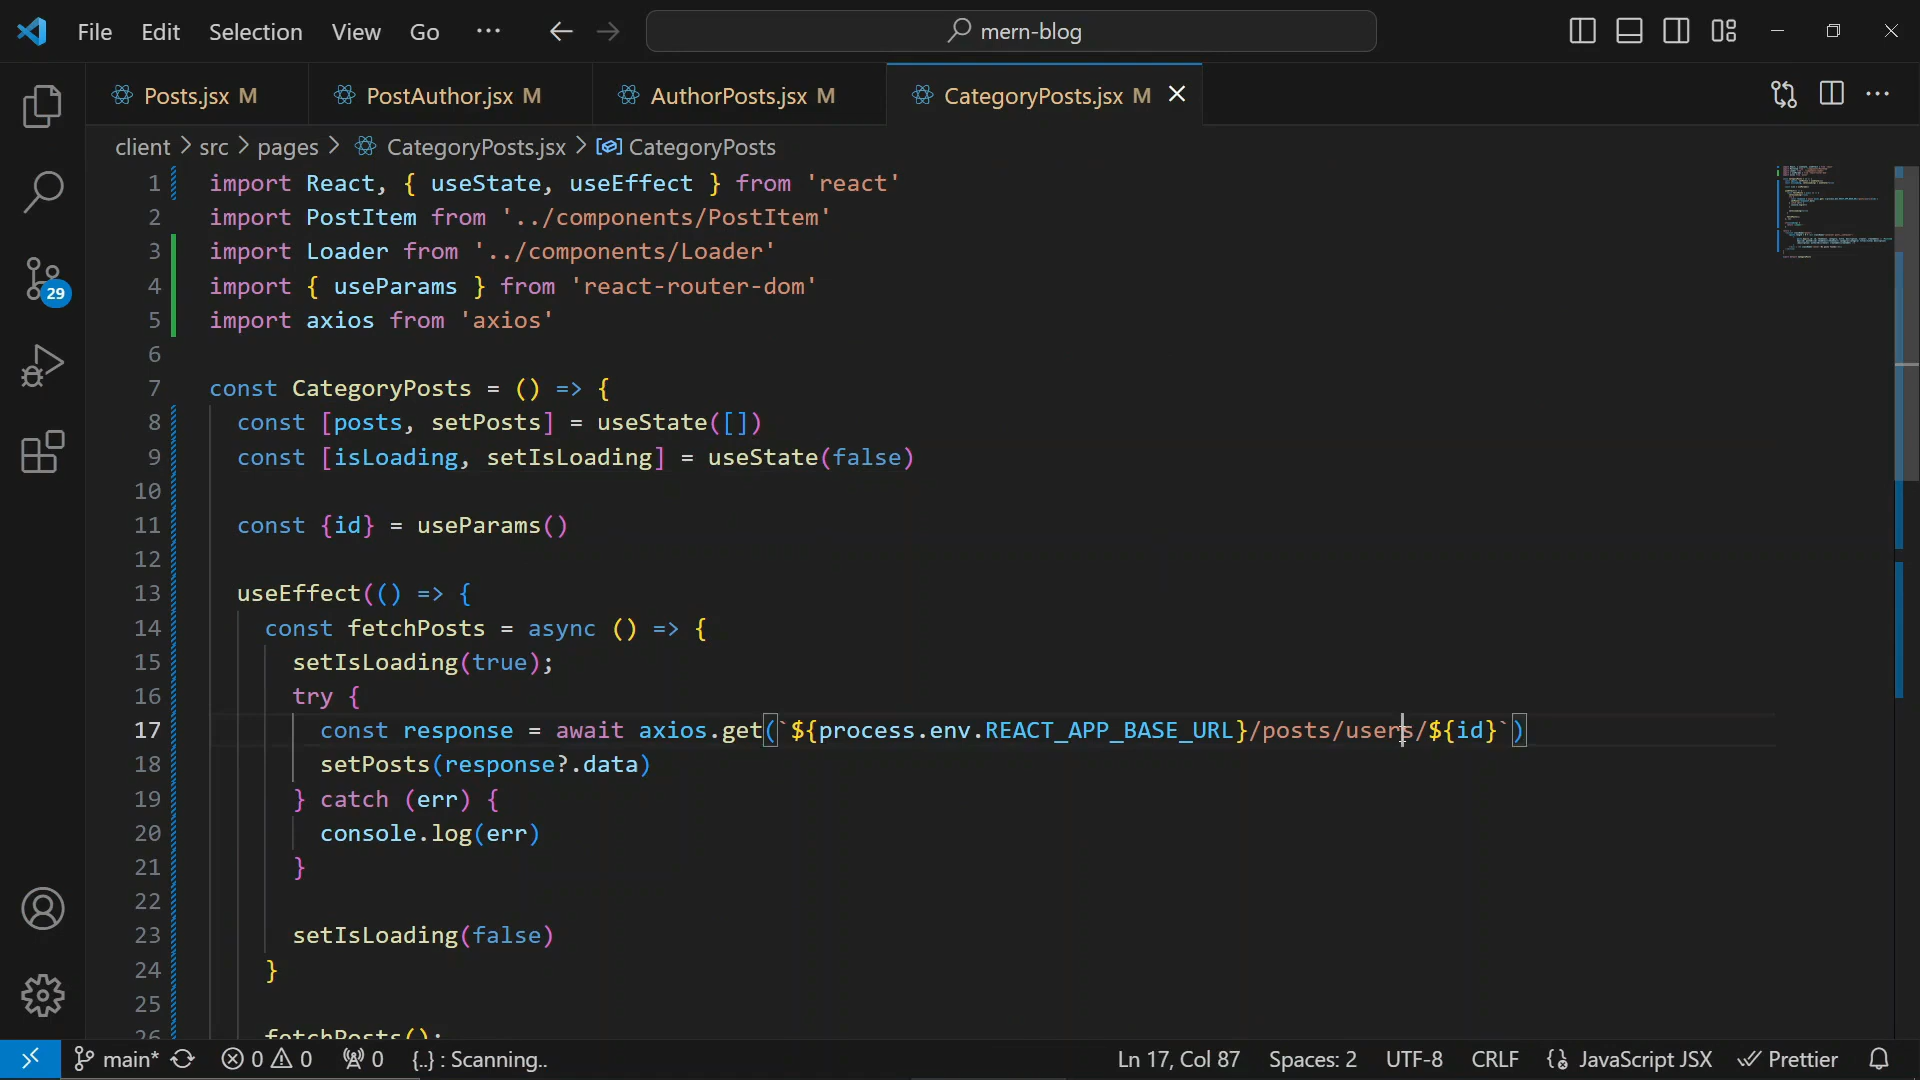 File Edit Selection View Go ··· mern-blog
Posts.jsx M PostAuthor.jsx M AuthorPosts.jsx M CategoryPosts.jsx M
client > src > pages > CategoryPosts.jsx > CategoryPosts
1 import React, { useState, useEffect } from 'react'
2 import PostItem from '../components/PostItem'
3 import Loader from '../components/Loader'
4 import { useParams } from 'react-router-dom'
5 import axios from 'axios'
6
7 const CategoryPosts = () => {
8 const [posts, setPosts] = useState([])
9 const [isLoading, setIsLoading] = useState(false)
10
11 const {id} = useParams()
12
13 useEffect(() => {
14 const fetchPosts = async () => {
15 setIsLoading(true);
16 try {
17 const response = await axios.get(`${process.env.REACT_APP_BASE_URL}/posts/users/${id}`)
18 setPosts(response?.data)
19 } catch (err) {
20 console.log(err)
21 }
22
23 setIsLoading(false)
24 }
25
26 fetchPosts();
29
main* 0 0 0 {..} : Scanning.. Ln 17, Col 87 Spaces: 2 UTF-8 CRLF JavaScript JSX Prettier